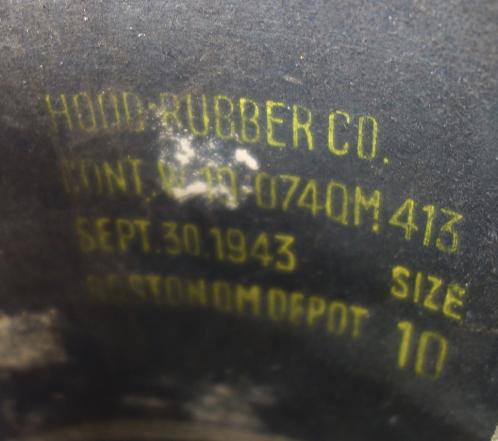 HOOD RUBBER CO.
CONT. 074QM 413
SEPT.30.1943
BOSTON QM DEPOT
SIZE
10